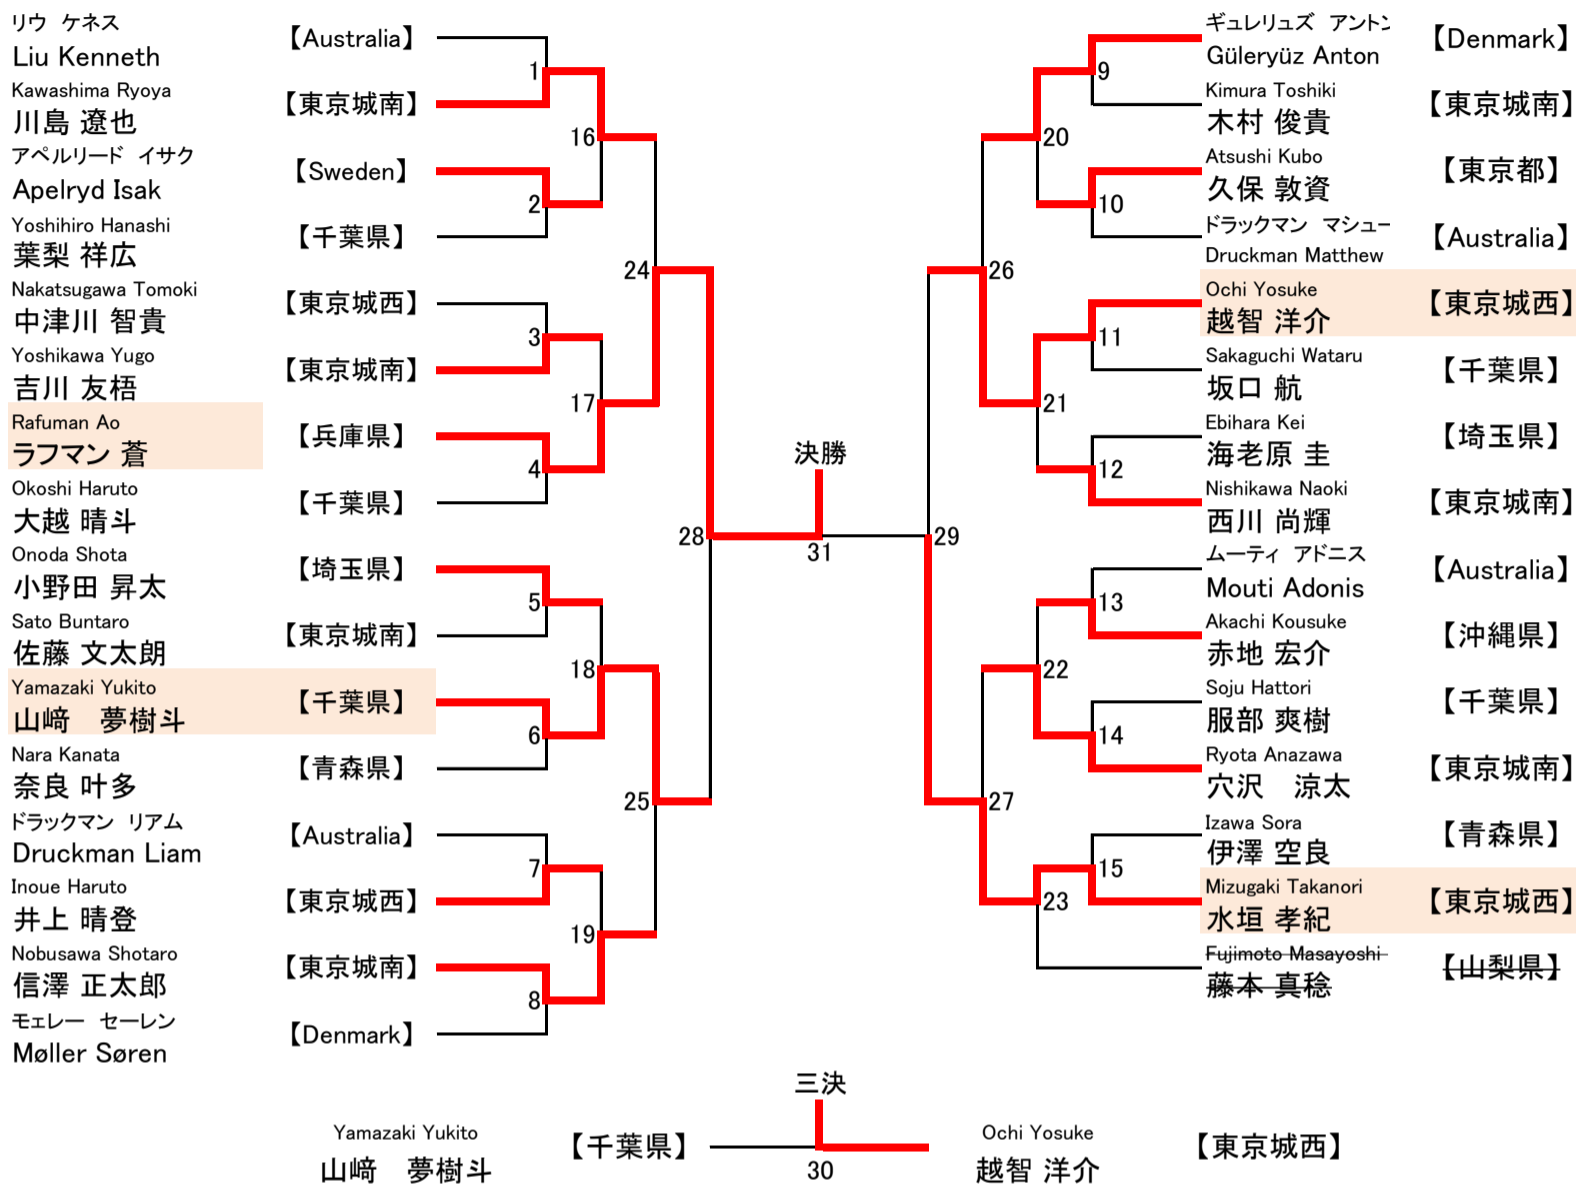 リウ ケネス
Liu Kenneth
【Australia】
Kawashima Ryoya
川島 遼也
【東京城南】
アペルリード イサク
Apelryd Isak
【Sweden】
Yoshihiro Hanashi
葉梨 祥広
【千葉県】
Nakatsugawa Tomoki
中津川 智貴
【東京城西】
Yoshikawa Yugo
吉川 友梧
【東京城南】
Rafuman Ao
ラフマン 蒼
【兵庫県】
Okoshi Haruto
大越 晴斗
【千葉県】
Onoda Shota
小野田 昇太
【埼玉県】
Sato Buntaro
佐藤 文太朗
【東京城南】
Yamazaki Yukito
山﨑 夢樹斗
【千葉県】
Nara Kanata
奈良 叶多
【青森県】
ドラックマン リアム
Druckman Liam
【Australia】
Inoue Haruto
井上 晴登
【東京城西】
Nobusawa Shotaro
信澤 正太郎
【東京城南】
モェレー セーレン
Møller Søren
【Denmark】
1
2
3
4
5
6
7
8
16
17
18
19
24
25
28
決勝
31
29
26
27
20
21
22
23
9
10
11
12
13
14
15
ギュレリュズ アントン
Güleryüz Anton
【Denmark】
Kimura Toshiki
木村 俊貴
【東京城南】
Atsushi Kubo
久保 敦資
【東京都】
ドラックマン マシュー
Druckman Matthew
【Australia】
Ochi Yosuke
越智 洋介
【東京城西】
Sakaguchi Wataru
坂口 航
【千葉県】
Ebihara Kei
海老原 圭
【埼玉県】
Nishikawa Naoki
西川 尚輝
【東京城南】
ムーティ アドニス
Mouti Adonis
【Australia】
Akachi Kousuke
赤地 宏介
【沖縄県】
Soju Hattori
服部 爽樹
【千葉県】
Ryota Anazawa
穴沢 涼太
【東京城南】
Izawa Sora
伊澤 空良
【青森県】
Mizugaki Takanori
水垣 孝紀
【東京城西】
Fujimoto Masayoshi
藤本 真稔
【山梨県】
三決
Yamazaki Yukito
山﨑 夢樹斗
【千葉県】
30
Ochi Yosuke
越智 洋介
【東京城西】